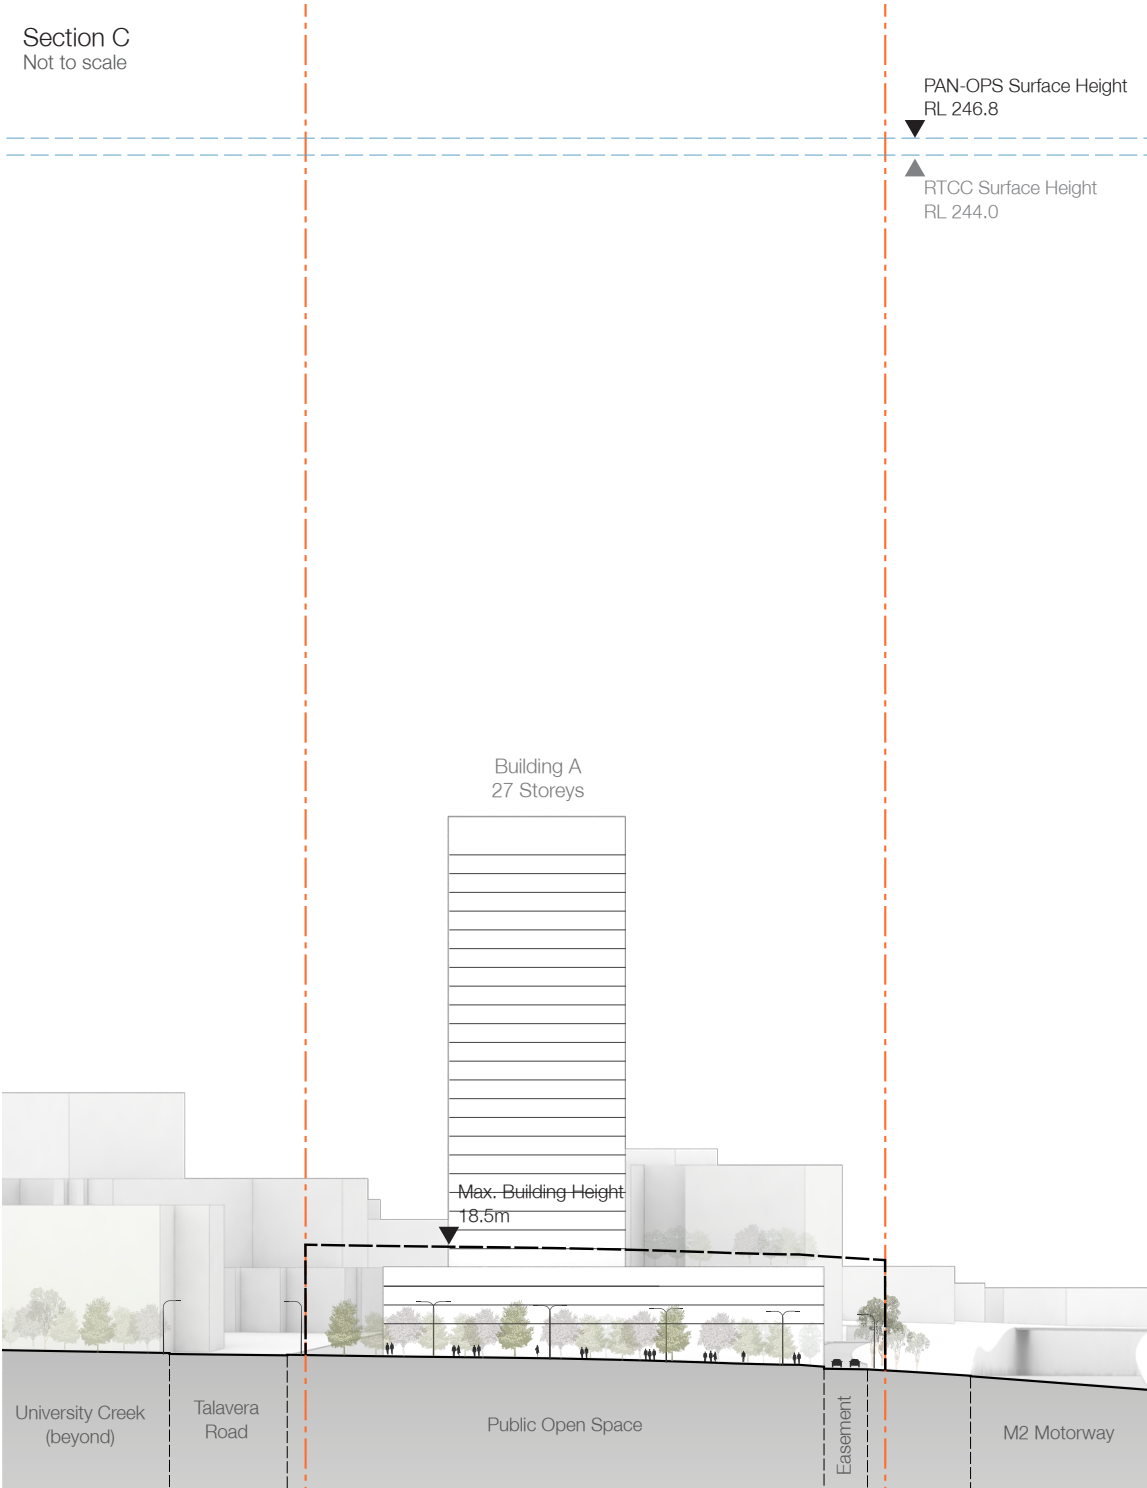 Section C
Not to scale
PAN-OPS Surface Height
RL 246.8
RTCC Surface Height
RL 244.0
Building A
27 Storeys
Max. Building Height
18.5m
University Creek
(beyond)
Talavera
Road
Public Open Space
Easement
M2 Motorway